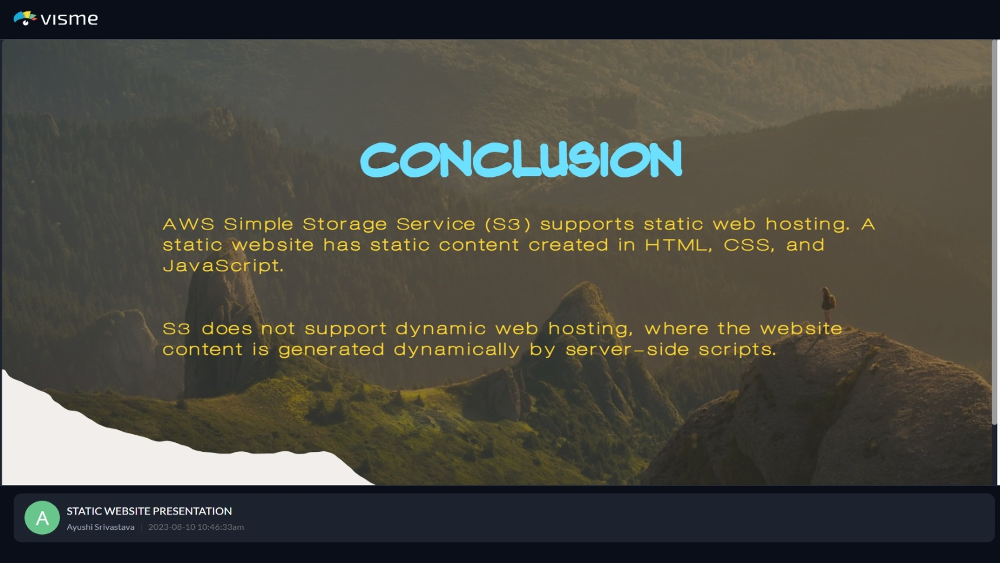 visme
CONCLUSION
AWS Simple Storage Service (S3) supports static web hosting. A
static website has static content created in HTML, CSS, and
JavaScript.
S3 does not support dynamic web hosting, where the website
content is generated dynamically by server-side scripts.
A
STATIC WEBSITE PRESENTATION
Ayushi Srivastava | 2023-08-10 10:46:33am